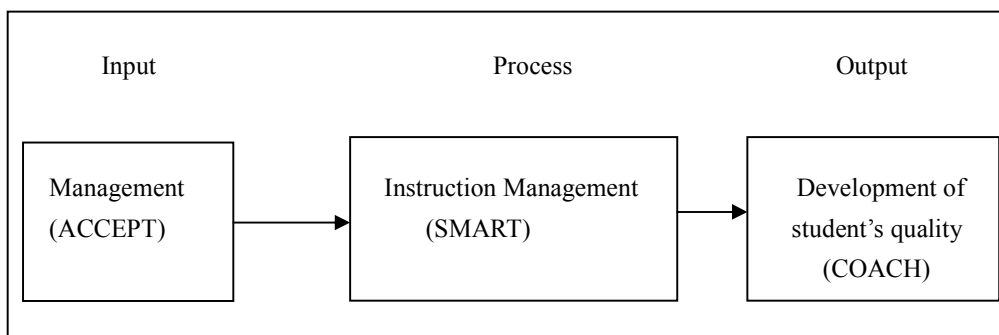 Input Process Output
Management
(ACCEPT)
Instruction Management
(SMART)
Development of
student’s quality
(COACH)